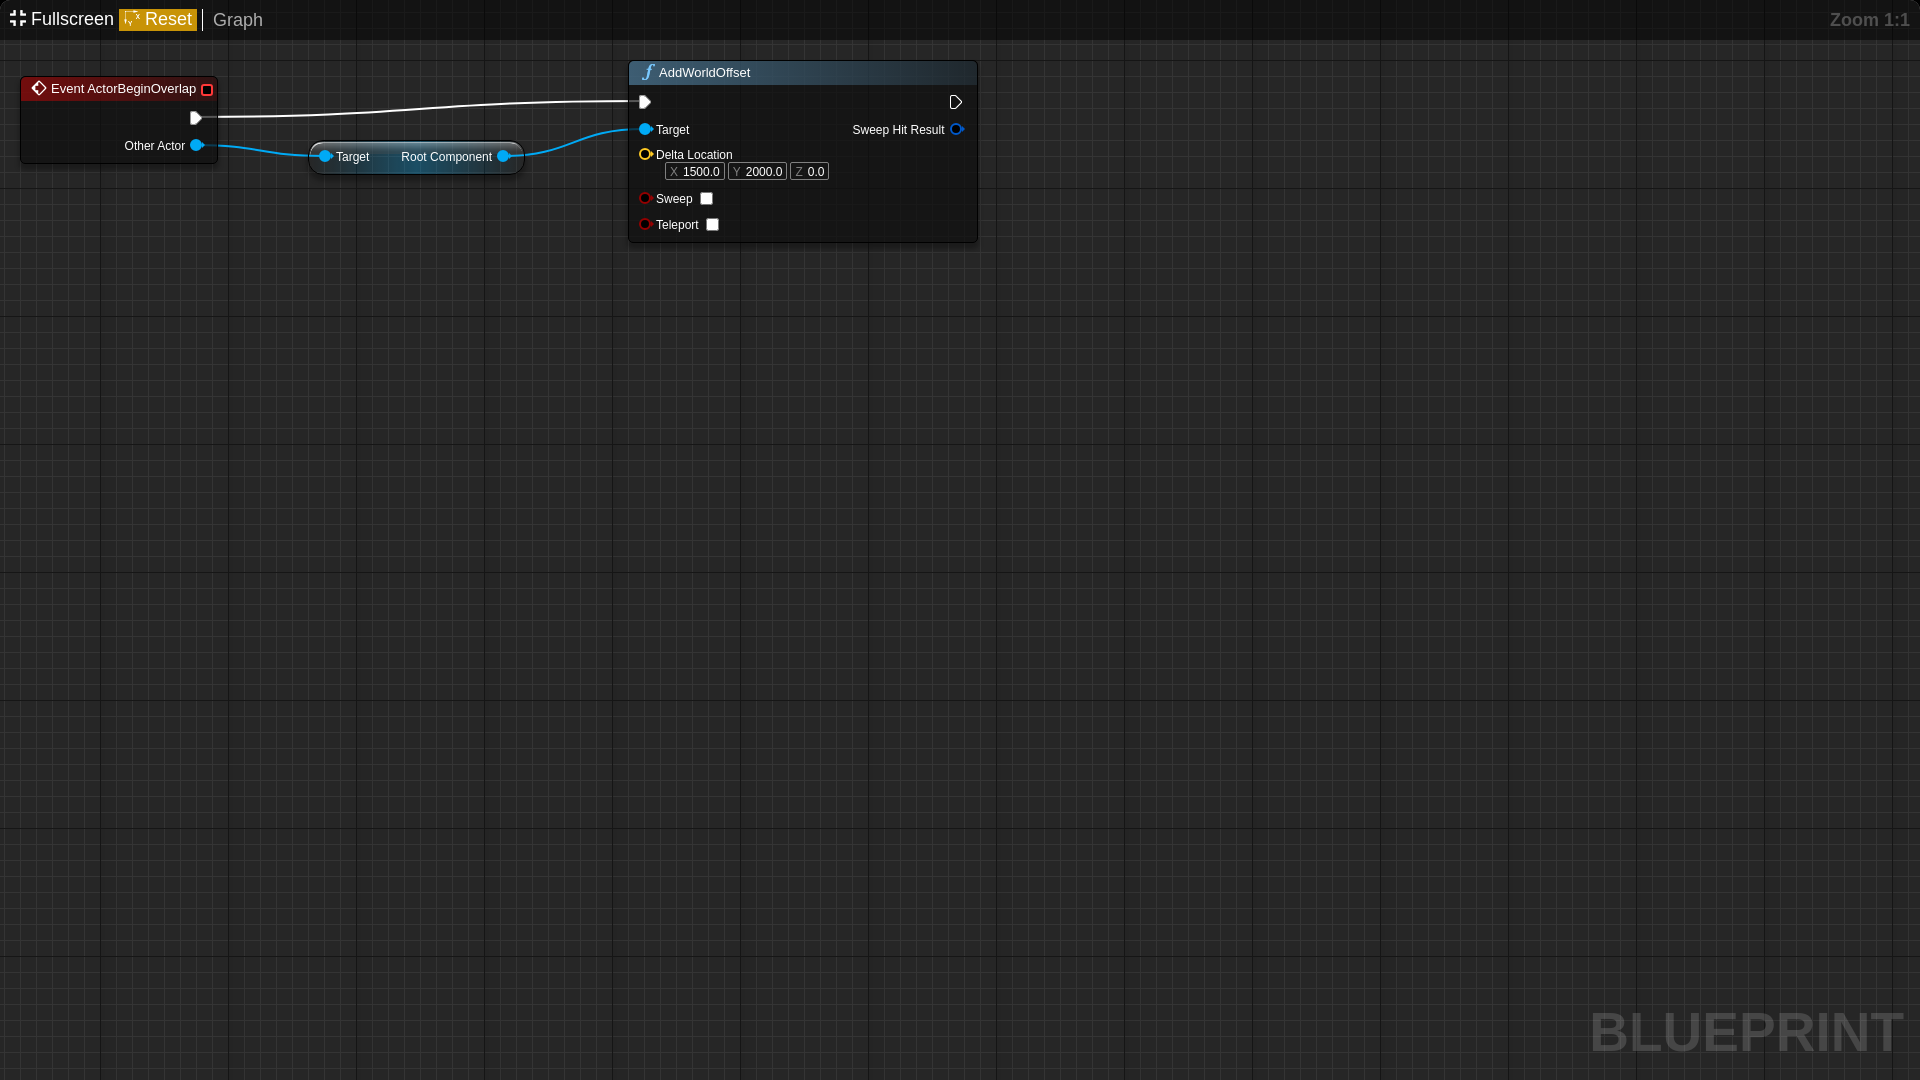 Fullscreen Reset Graph Zoom 1:1
Event ActorBeginOverlap
Other Actor
Target Root Component
AddWorldOffset
Target Sweep Hit Result
Delta Location
X 1500.0 Y 2000.0 Z 0.0
Sweep
Teleport
BLUEPRINT